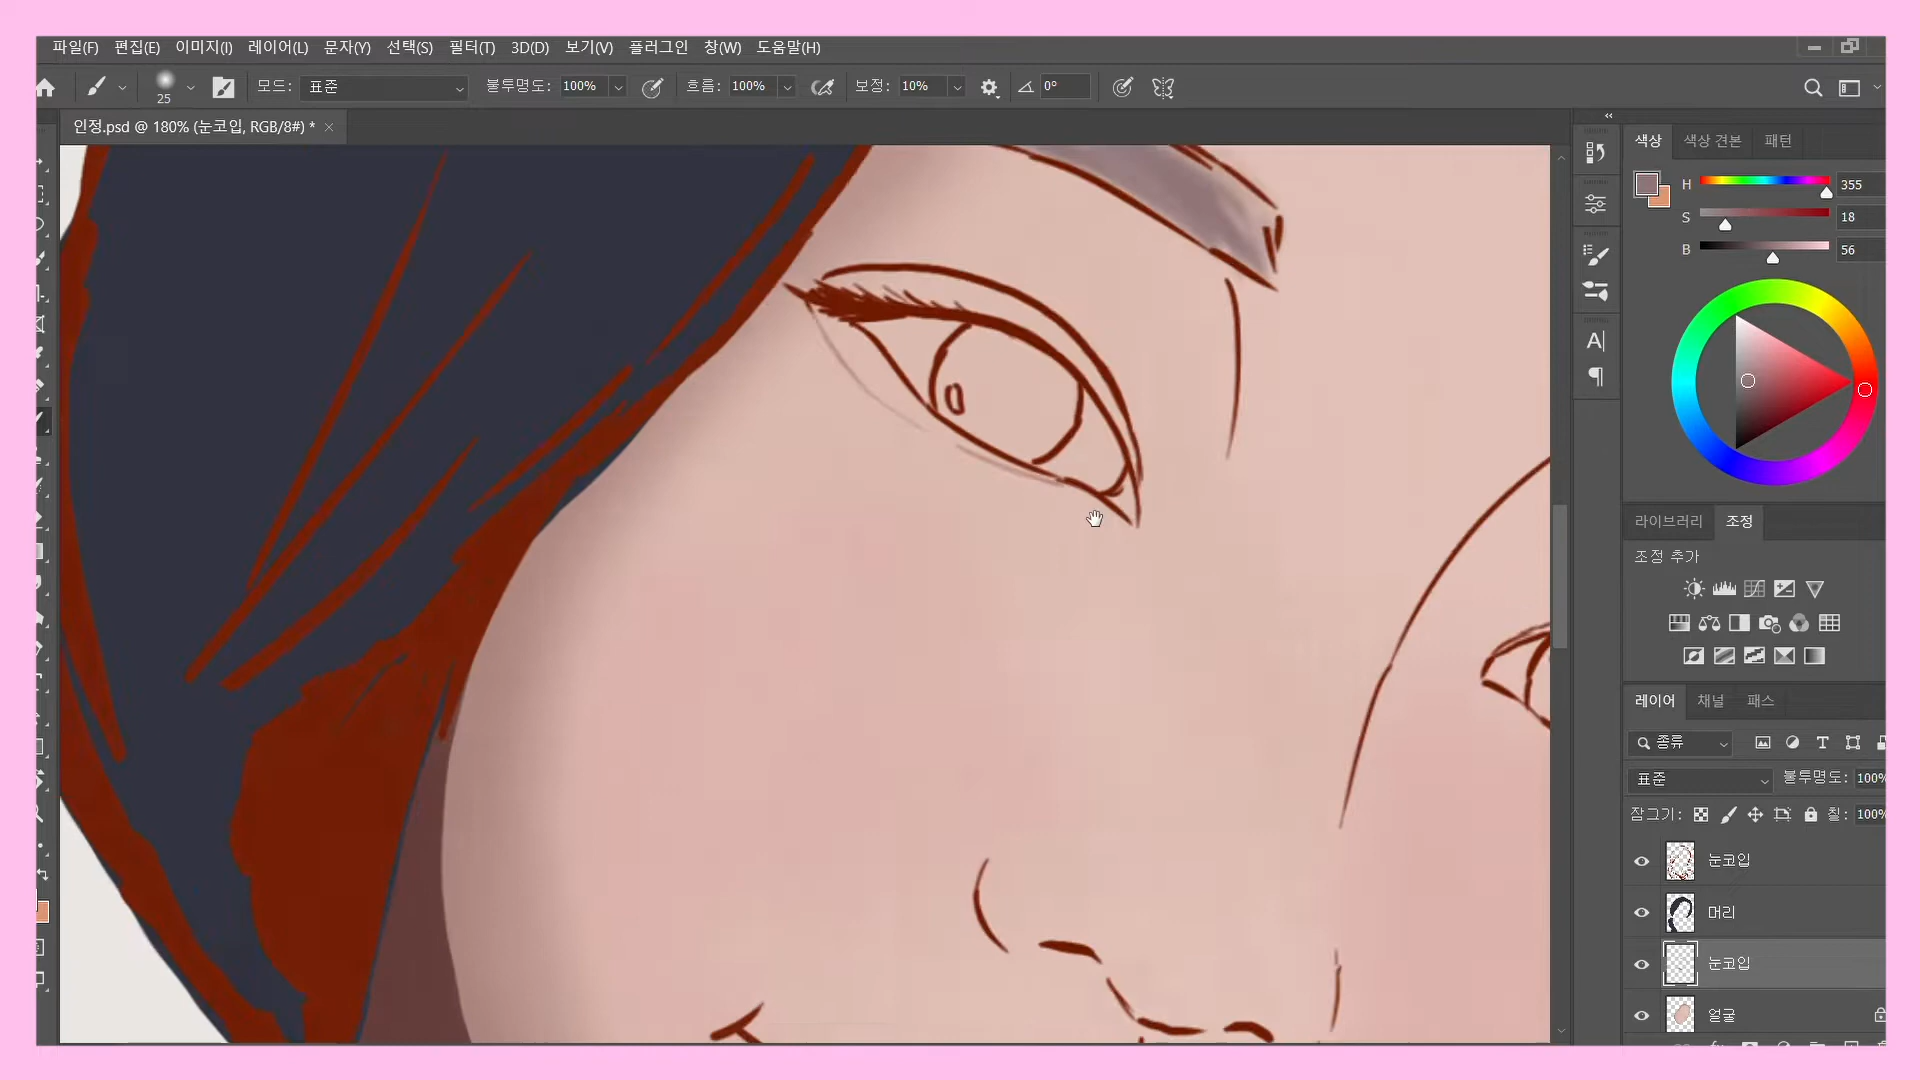 파일(F) 편집(E) 이미지(I) 레이어(L) 문자(Y) 선택(S) 필터(T) 3D(D) 보기(V) 플러그인 창(W) 도움말(H)
25 모드: 표준 불투명도: 100% 흐름: 100% 보정: 10% 0°
인정.psd @ 180% (눈코입, RGB/8#) *
색상 색상 견본 패턴
H 355
S 18
B 56
라이브러리 조정
조정 추가
레이어 채널 패스
종류
표준 불투명도: 100%
잠그기: 칠: 100%
눈코입
머리
눈코입
얼굴